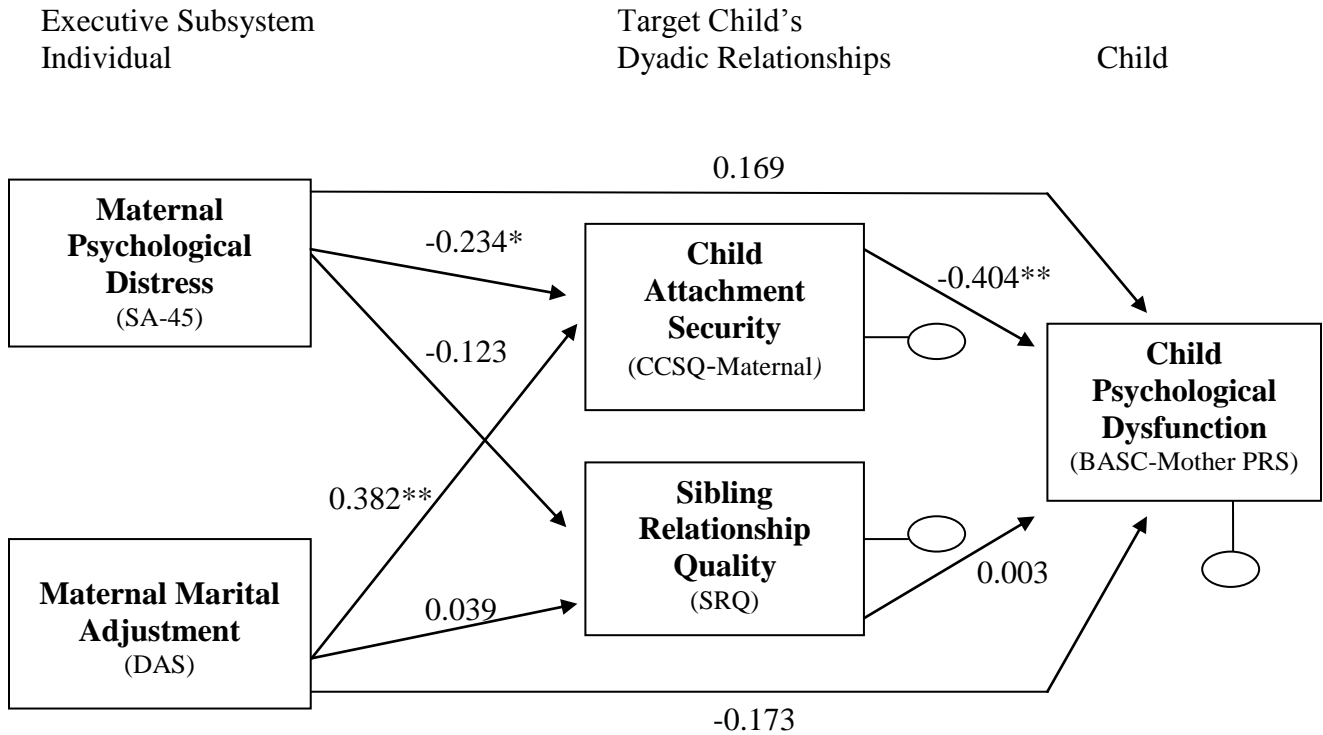 Executive Subsystem
Individual
Target Child’s
Dyadic Relationships
Child
0.169
Maternal
Psychological
Distress
(SA-45)
-0.234*
Child
Attachment
Security
(CCSQ-Maternal)
-0.404**
-0.123
Child
Psychological
Dysfunction
(BASC-Mother PRS)
0.382**
Sibling
Relationship
Quality
(SRQ)
0.003
Maternal Marital
Adjustment
(DAS)
0.039
-0.173